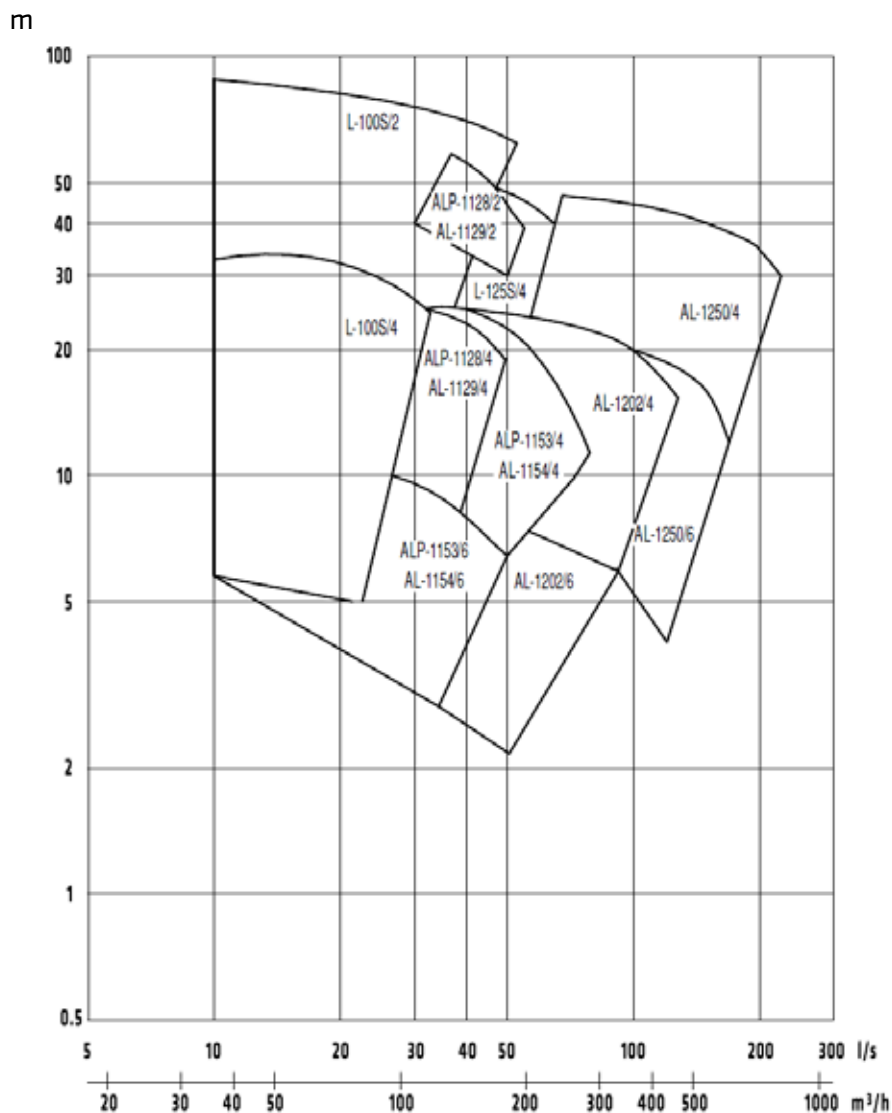 m
100
L-100S/2
50
ALP-1128/2
40
AL-1129/2
30
L-125S/4
AL-1250/4
L-100S/4
20
ALP-1128/4
AL-1129/4
AL-1202/4
ALP-1153/4
10
AL-1154/4
AL-1250/6
ALP-1153/6
AL-1154/6
AL-1202/6
5
2
1
0.5
5 10 20 30 40 50 100 200 300 l/s
20 30 40 50 100 200 300 400 500 1000 m³/h